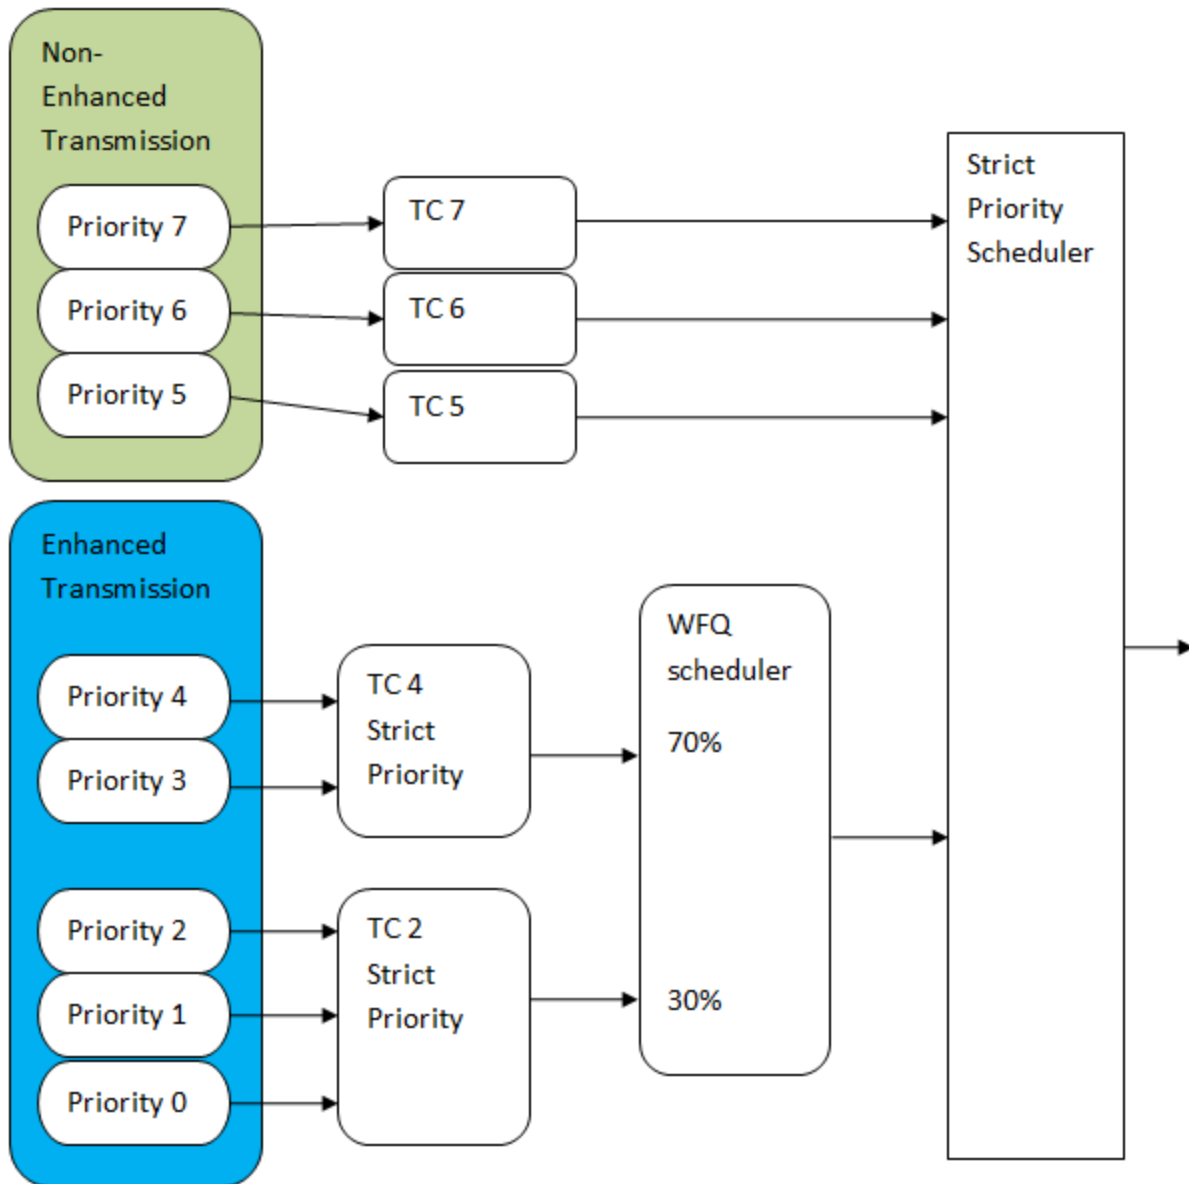 Non-
Enhanced
Transmission
Priority 7
Priority 6
Priority 5
TC 7
TC 6
TC 5
Strict
Priority
Scheduler
Enhanced
Transmission
Priority 4
Priority 3
Priority 2
Priority 1
Priority 0
TC 4
Strict
Priority
TC 2
Strict
Priority
WFQ
scheduler
70%
30%